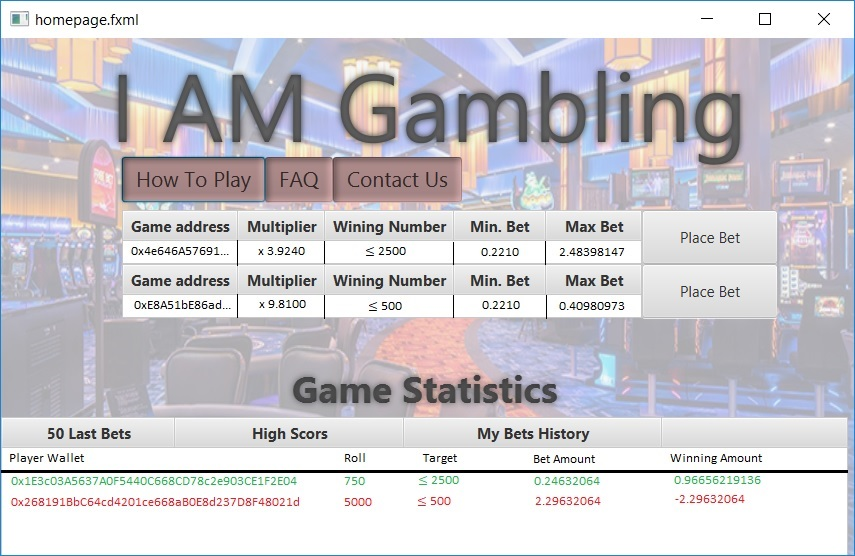 homepage.fxml
I AM Gambling
How To Play FAQ Contact Us
Game address Multiplier Wining Number Min. Bet Max Bet Place Bet
0x4e646A57691... x 3.9240 ≤ 2500 0.2210 2.48398147
Game address Multiplier Wining Number Min. Bet Max Bet Place Bet
0xE8A51bE86ad... x 9.8100 ≤ 500 0.2210 0.40980973
Game Statistics
50 Last Bets High Scors My Bets History
Player Wallet Roll Target Bet Amount Winning Amount
0x1E3c03A5637A0F5440C668CD78c2e903CE1F2E04 750 ≤ 2500 0.24632064 0.96656219136
0x268191BbC64cd4201ce668aB0E8d237D8F48021d 5000 ≤ 500 2.29632064 -2.29632064